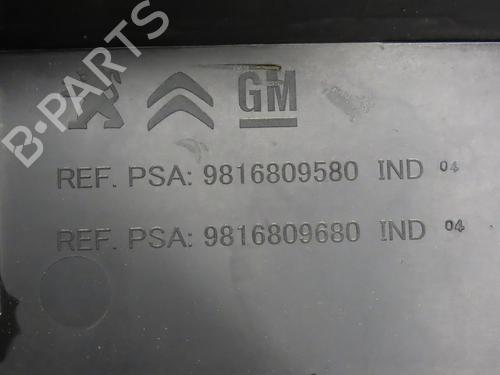 B-PARTS
GM
REF. PSA: 9816809580 IND 04
REF. PSA: 9816809680 IND 04